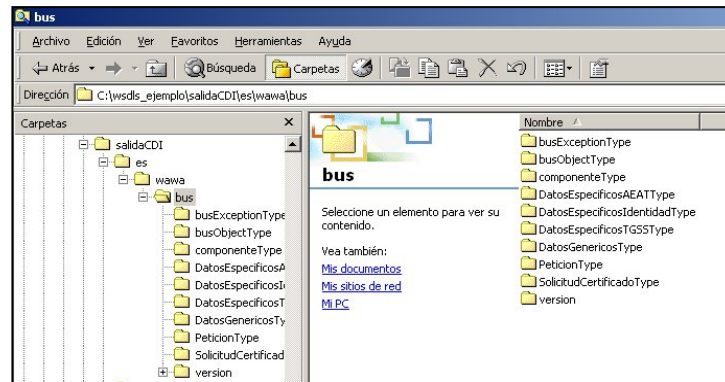 bus
Archivo Edición Ver Favoritos Herramientas Ayuda
Atrás Búsqueda Carpetas
Dirección C:\wsdls_ejemplo\salidaCDI\es\wawa\bus
Carpetas x
salidaCDI
es
wawa
bus
busExceptionType
busObjectType
componenteType
DatosEspecificosA
DatosEspecificosI
DatosEspecificosT
DatosGenericosTy
PeticionType
SolicitudCertificad
version
bus
Seleccione un elemento para ver su
contenido.
Vea también:
Mis documentos
Mis sitios de red
Mi PC
Nombre
busExceptionType
busObjectType
componenteType
DatosEspecificosAEATType
DatosEspecificosIdentidadType
DatosEspecificosTGSSType
DatosGenericosType
PeticionType
SolicitudCertificadoType
version